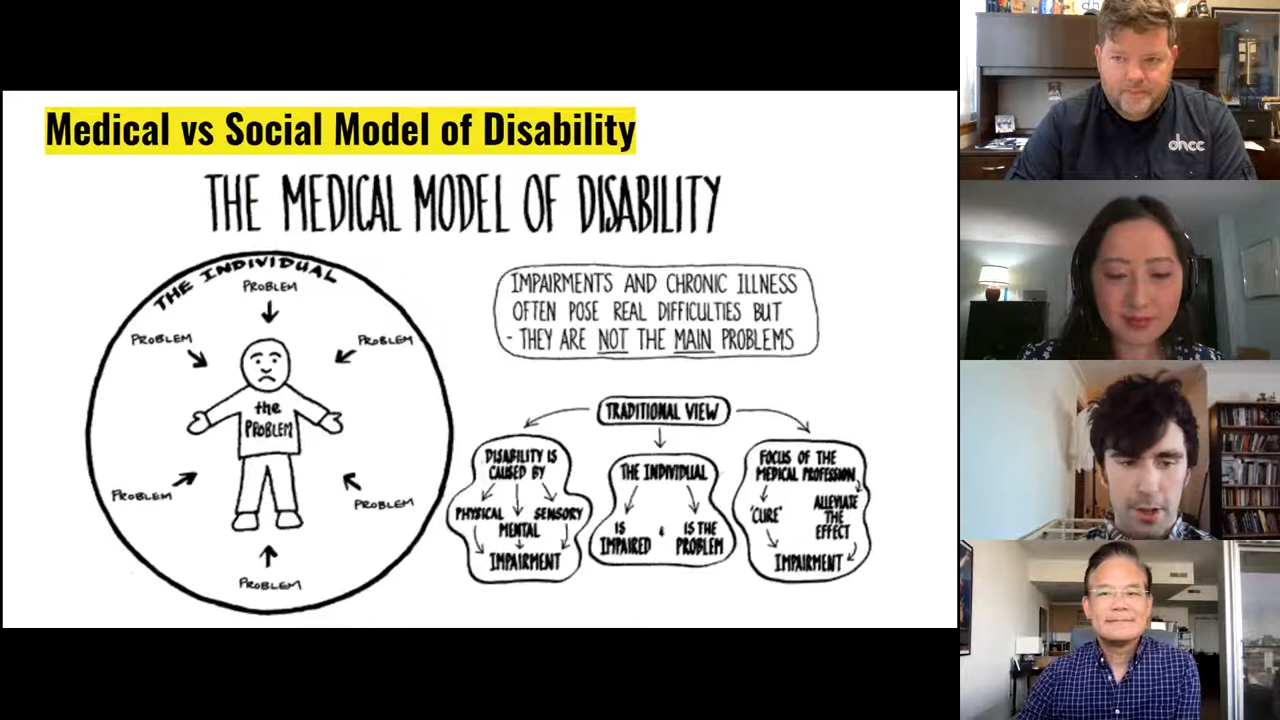 Medical vs Social Model of Disability
THE MEDICAL MODEL OF DISABILITY
THE INDIVIDUAL
PROBLEM
PROBLEM
PROBLEM
the
PROBLEM
PROBLEM
PROBLEM
PROBLEM
IMPAIRMENTS AND CHRONIC ILLNESS
OFTEN POSE REAL DIFFICULTIES BUT
- THEY ARE NOT THE MAIN PROBLEMS
TRADITIONAL VIEW
DISABILITY IS
CAUSED BY
PHYSICAL SENSORY
MENTAL
IMPAIRMENT
THE INDIVIDUAL
IS
IMPAIRED
&
IS THE
PROBLEM
FOCUS OF THE
MEDICAL PROFESSION
'CURE'
ALLEVIATE
THE
EFFECT
IMPAIRMENT
dhcc